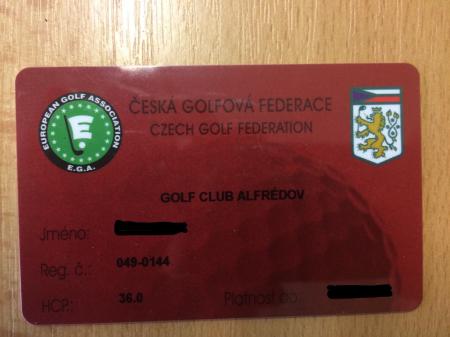 EUROPEAN GOLF ASSOCIATION
E
E.G.A.
ČESKÁ GOLFOVÁ FEDERACE
CZECH GOLF FEDERATION
GOLF CLUB ALFRÉDOV
Jméno:
Reg. č.: 049-0144
HCP: 36.0 Platnost do: